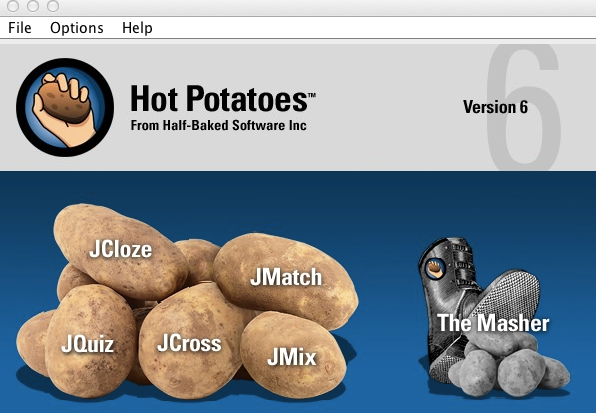 File Options Help
Hot Potatoes™
From Half-Baked Software Inc
Version 6
6
JCloze
JMatch
JQuiz
JCross
JMix
The Masher